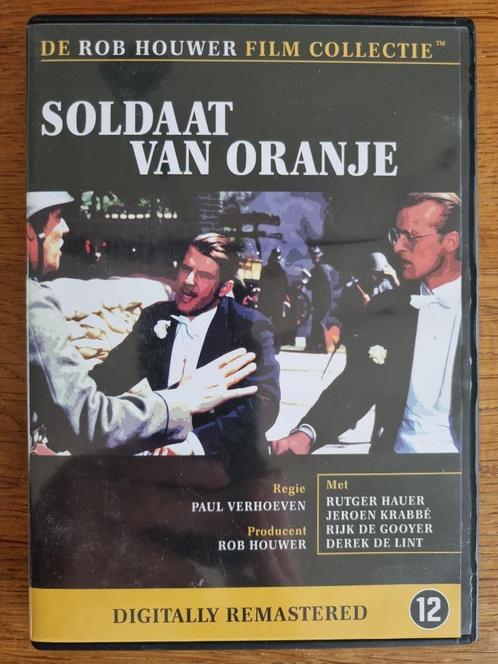 DE ROB HOUWER FILM COLLECTIE™
SOLDAAT
VAN ORANJE
Regie
PAUL VERHOEVEN
Producent
ROB HOUWER
Met
RUTGER HAUER
JEROEN KRABBÉ
RIJK DE GOOYER
DEREK DE LINT
DIGITALLY REMASTERED
12